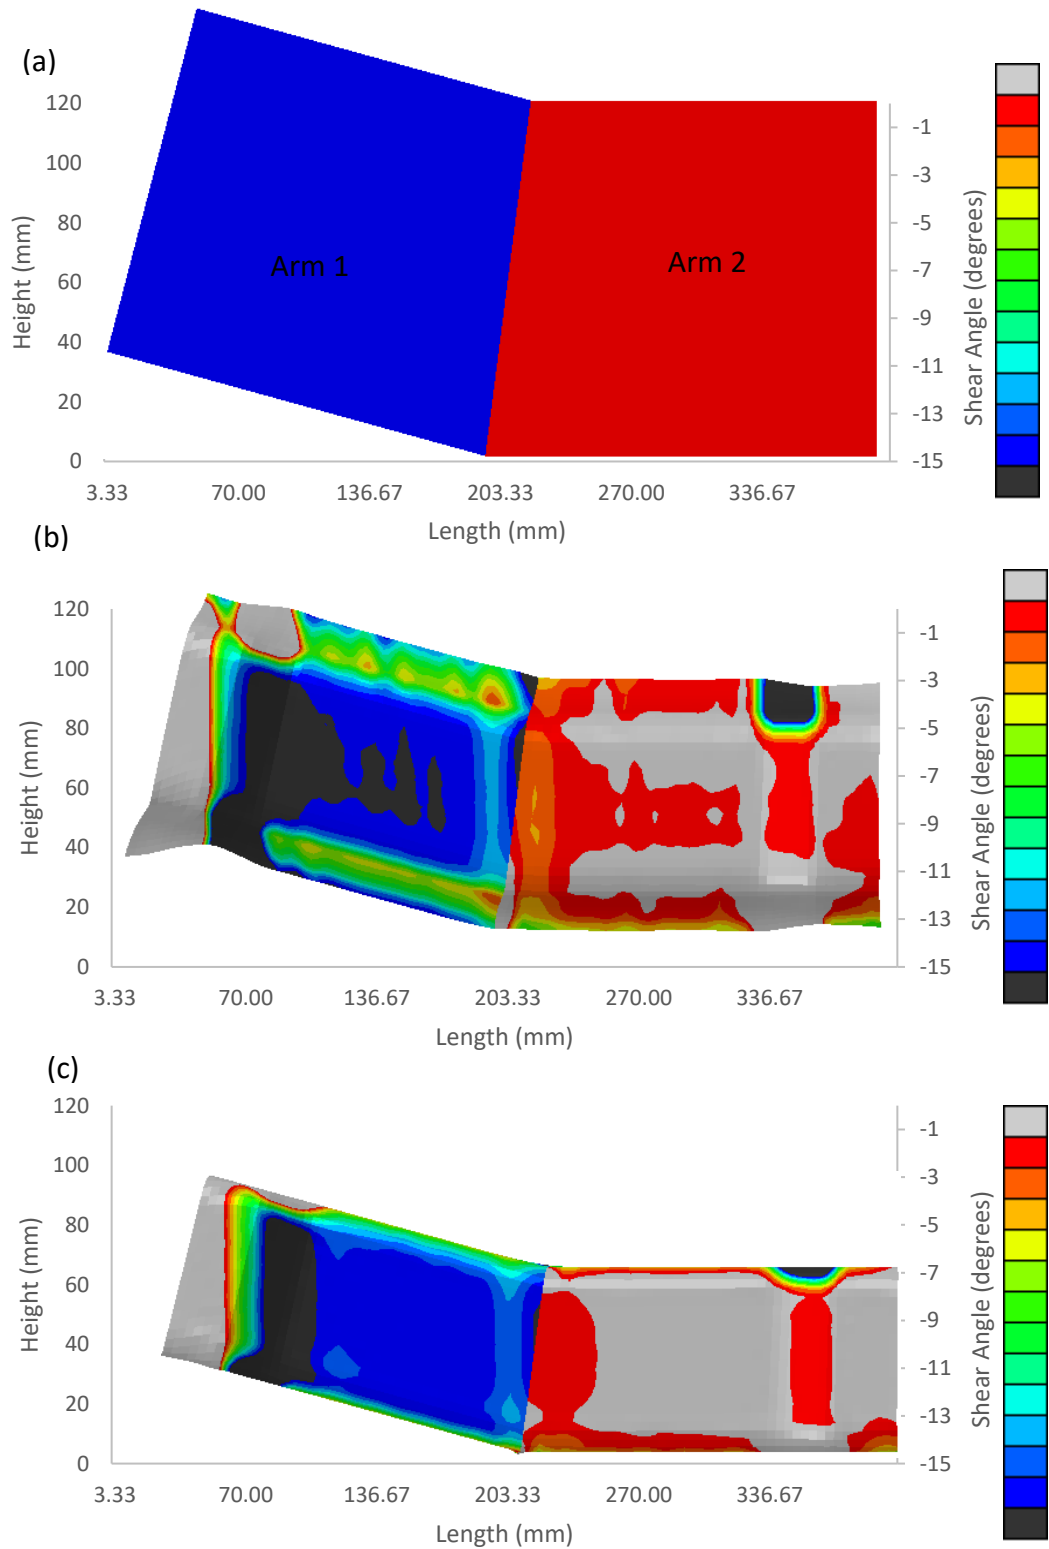 (a)
120
100
80
60
40
20
0
Height (mm)
Arm 1
Arm 2
-1
-3
-5
-7
-9
-11
-13
-15
Shear Angle (degrees)
3.33 70.00 136.67 203.33 270.00 336.67
Length (mm)
(b)
120
100
80
60
40
20
0
Height (mm)
-1
-3
-5
-7
-9
-11
-13
-15
Shear Angle (degrees)
3.33 70.00 136.67 203.33 270.00 336.67
Length (mm)
(c)
120
100
80
60
40
20
0
Height (mm)
-1
-3
-5
-7
-9
-11
-13
-15
Shear Angle (degrees)
3.33 70.00 136.67 203.33 270.00 336.67
Length (mm)